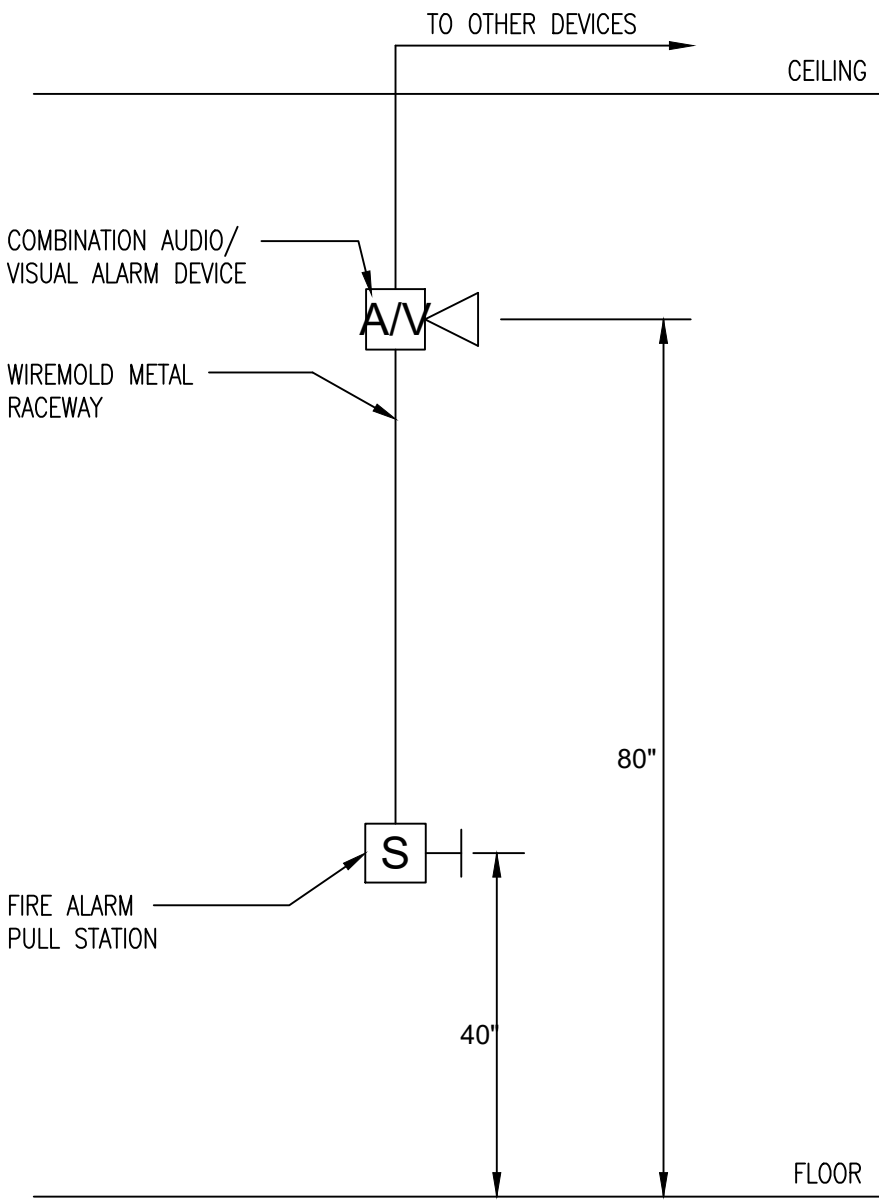 TO OTHER DEVICES
CEILING
COMBINATION AUDIO/
VISUAL ALARM DEVICE
A/V
WIREMOLD METAL
RACEWAY
80"
S
FIRE ALARM
PULL STATION
40"
FLOOR